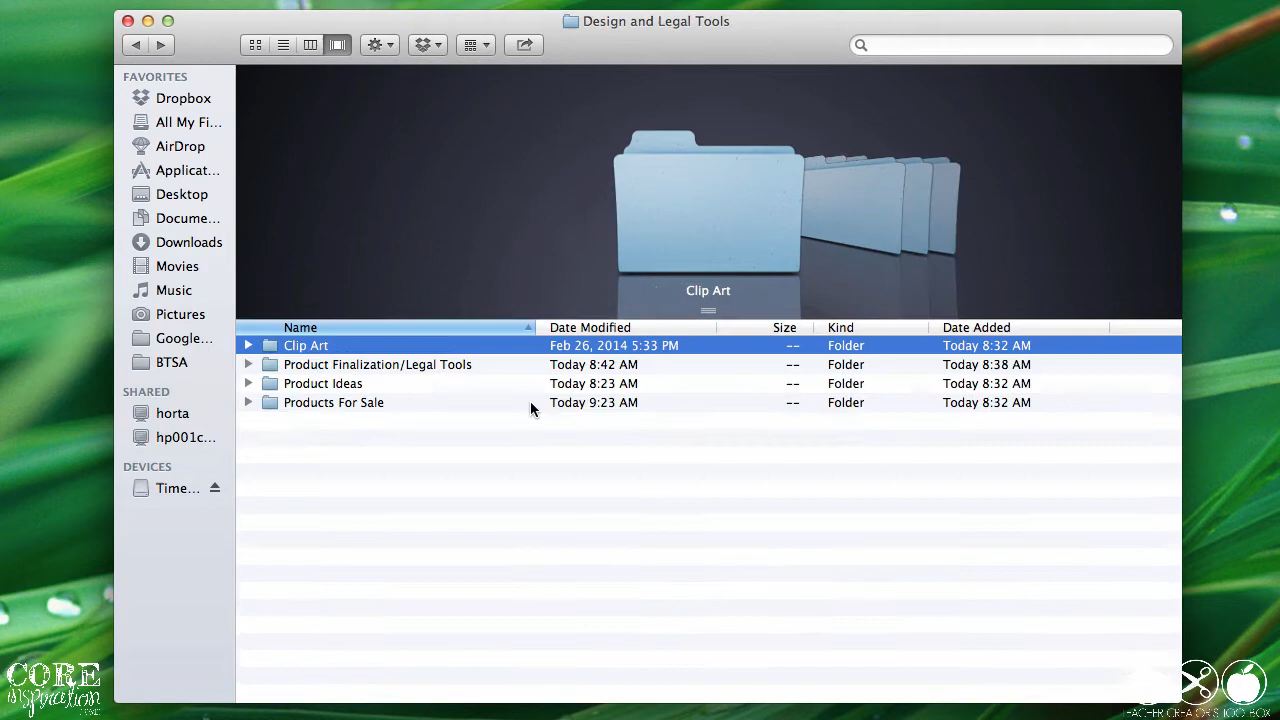 Design and Legal Tools
FAVORITES
Dropbox
All My Fi...
AirDrop
Applicat...
Desktop
Docume...
Downloads
Movies
Music
Pictures
Google...
BTSA
SHARED
horta
hp001c...
DEVICES
Time...
Clip Art
Name Date Modified Size Kind Date Added
Clip Art Feb 26, 2014 5:33 PM -- Folder Today 8:32 AM
Product Finalization/Legal Tools Today 8:42 AM -- Folder Today 8:38 AM
Product Ideas Today 8:23 AM -- Folder Today 8:32 AM
Products For Sale Today 9:23 AM -- Folder Today 8:32 AM
CORE
inspiration
TEACHER CREATORS TOOLBOX